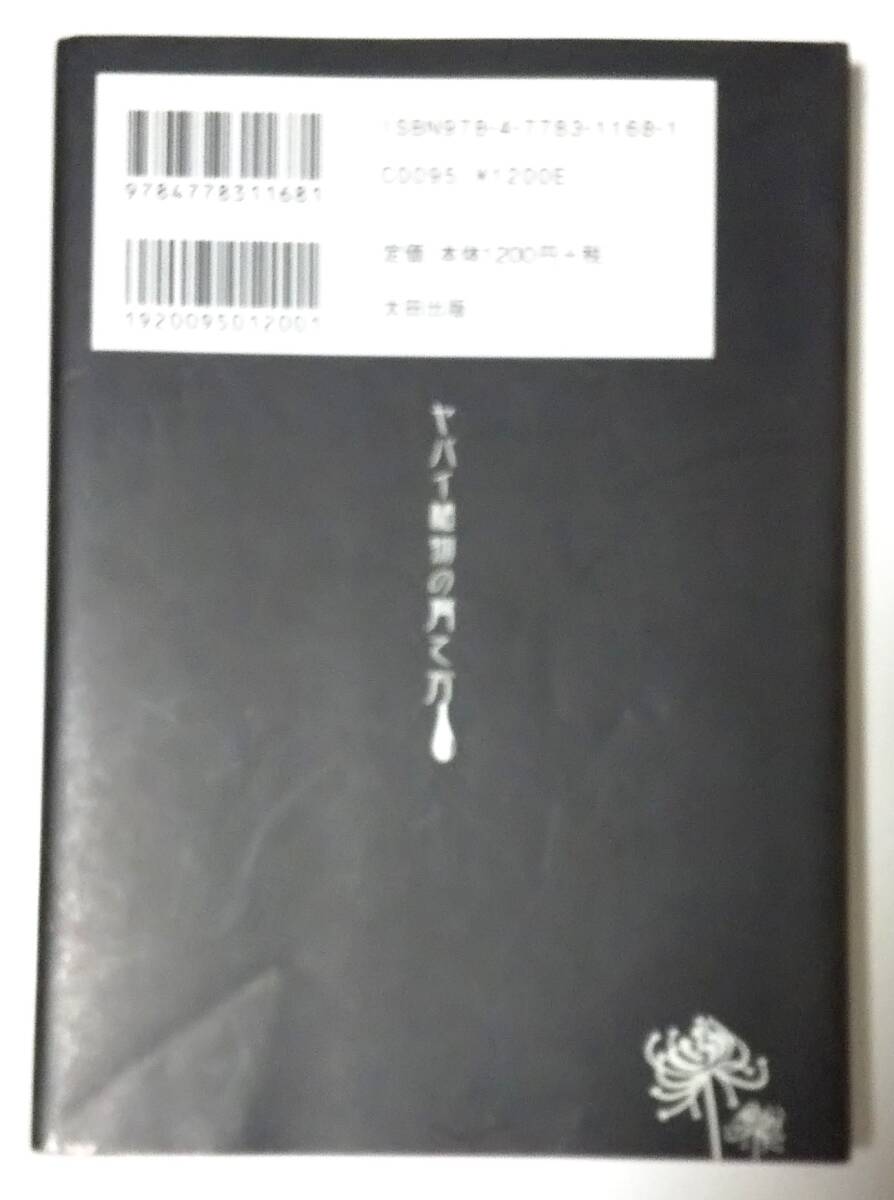 ISBN978-4-7783-1168-1
C0095 ¥1200E
9784778311681
定価 本体1200円+税
太田出版
1920095012001
ヤバイ植物の育て方